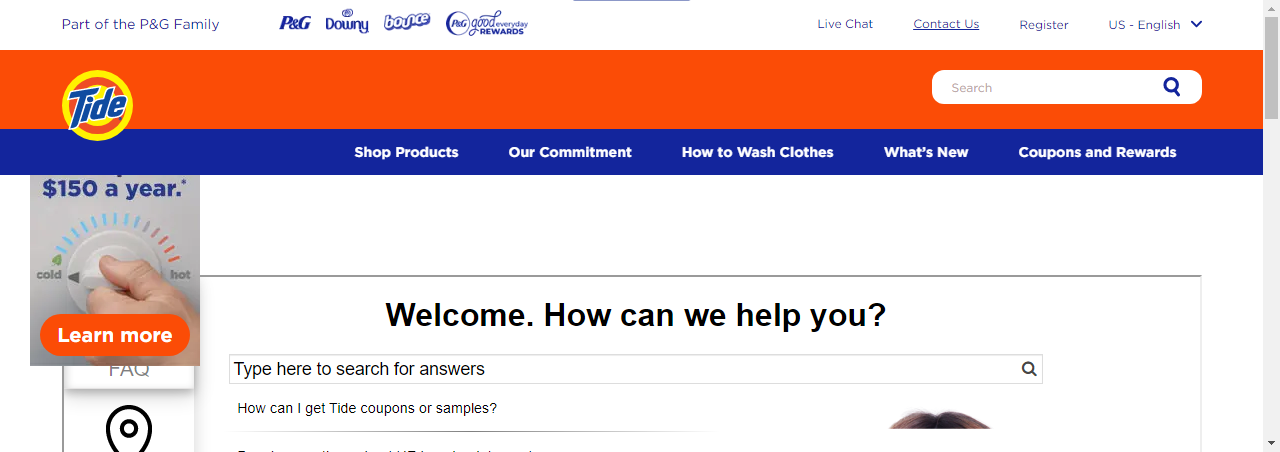 Part of the P&G Family
P&G
Downy
bounce
P&G good everyday
REWARDS
Live Chat
Contact Us
Register
US - English
Tide
Search
Shop Products
Our Commitment
How to Wash Clothes
What's New
Coupons and Rewards
$150 a year.*
cold
hot
Learn more
FAQ
Welcome. How can we help you?
Type here to search for answers
How can I get Tide coupons or samples?